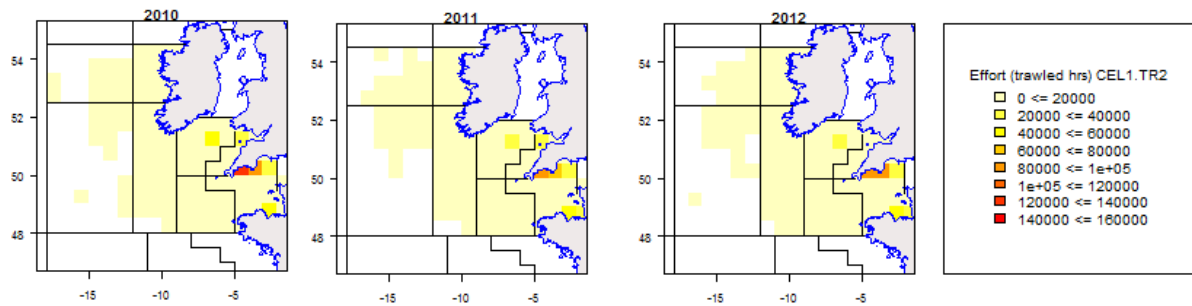 2010
2011
2012
54
52
50
48
-15
-10
-5
54
52
50
48
-15
-10
-5
54
52
50
48
-15
-10
-5
Effort (trawled hrs) CEL1.TR2
0 <= 20000
20000 <= 40000
40000 <= 60000
60000 <= 80000
80000 <= 1e+05
1e+05 <= 120000
120000 <= 140000
140000 <= 160000